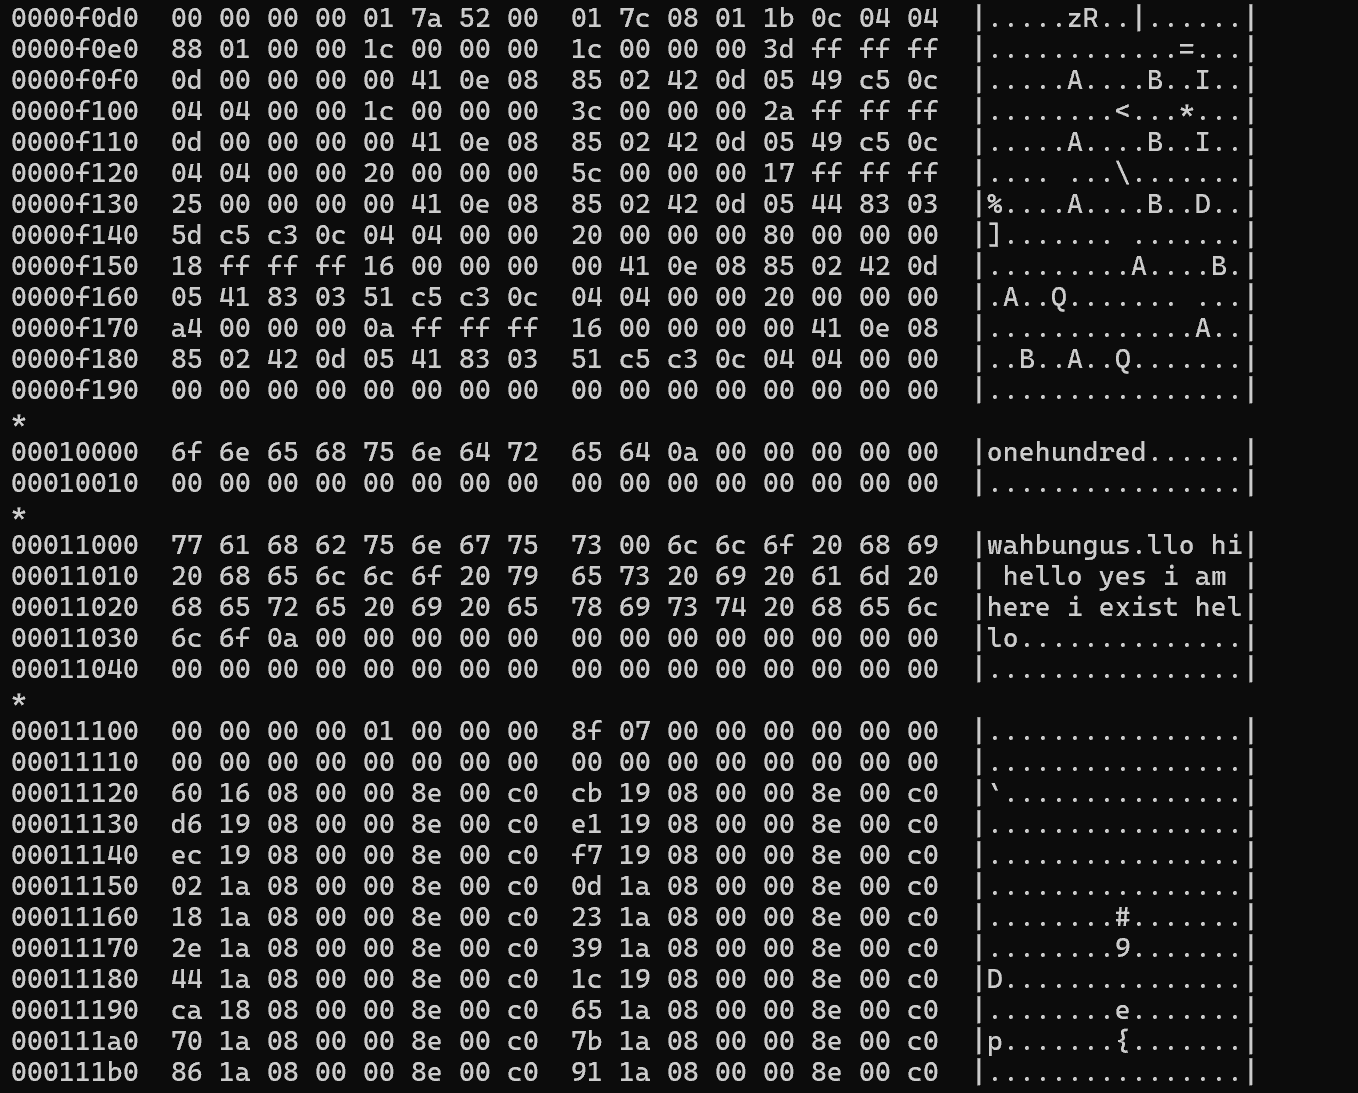 0000f0d0  00 00 00 00 01 7a 52 00  01 7c 08 01 1b 0c 04 04  |.....zR..|......|
0000f0e0  88 01 00 00 1c 00 00 00  1c 00 00 00 3d ff ff ff  |............=...|
0000f0f0  0d 00 00 00 00 41 0e 08  85 02 42 0d 05 49 c5 0c  |.....A....B..I..|
0000f100  04 04 00 00 1c 00 00 00  3c 00 00 00 2a ff ff ff  |........<...*...|
0000f110  0d 00 00 00 00 41 0e 08  85 02 42 0d 05 49 c5 0c  |.....A....B..I..|
0000f120  04 04 00 00 20 00 00 00  5c 00 00 00 17 ff ff ff  |.... ...\.......|
0000f130  25 00 00 00 00 41 0e 08  85 02 42 0d 05 44 83 03  |%....A....B..D..|
0000f140  5d c5 c3 0c 04 04 00 00  20 00 00 00 80 00 00 00  |]....... .......|
0000f150  18 ff ff ff 16 00 00 00  00 41 0e 08 85 02 42 0d  |.........A....B.|
0000f160  05 41 83 03 51 c5 c3 0c  04 04 00 00 20 00 00 00  |.A..Q....... ...|
0000f170  a4 00 00 00 0a ff ff ff  16 00 00 00 00 41 0e 08  |.............A..|
0000f180  85 02 42 0d 05 41 83 03  51 c5 c3 0c 04 04 00 00  |..B..A..Q.......|
0000f190  00 00 00 00 00 00 00 00  00 00 00 00 00 00 00 00  |................|
*
00010000  6f 6e 65 68 75 6e 64 72  65 64 0a 00 00 00 00 00  |onehundred......|
00010010  00 00 00 00 00 00 00 00  00 00 00 00 00 00 00 00  |................|
*
00011000  77 61 68 62 75 6e 67 75  73 00 6c 6c 6f 20 68 69  |wahbungus.llo hi|
00011010  20 68 65 6c 6c 6f 20 79  65 73 20 69 20 61 6d 20  | hello yes i am |
00011020  68 65 72 65 20 69 20 65  78 69 73 74 20 68 65 6c  |here i exist hel|
00011030  6c 6f 0a 00 00 00 00 00  00 00 00 00 00 00 00 00  |lo..............|
00011040  00 00 00 00 00 00 00 00  00 00 00 00 00 00 00 00  |................|
*
00011100  00 00 00 00 01 00 00 00  8f 07 00 00 00 00 00 00  |................|
00011110  00 00 00 00 00 00 00 00  00 00 00 00 00 00 00 00  |................|
00011120  60 16 08 00 00 8e 00 c0  cb 19 08 00 00 8e 00 c0  |`...............|
00011130  d6 19 08 00 00 8e 00 c0  e1 19 08 00 00 8e 00 c0  |................|
00011140  ec 19 08 00 00 8e 00 c0  f7 19 08 00 00 8e 00 c0  |................|
00011150  02 1a 08 00 00 8e 00 c0  0d 1a 08 00 00 8e 00 c0  |................|
00011160  18 1a 08 00 00 8e 00 c0  23 1a 08 00 00 8e 00 c0  |........#.......|
00011170  2e 1a 08 00 00 8e 00 c0  39 1a 08 00 00 8e 00 c0  |........9.......|
00011180  44 1a 08 00 00 8e 00 c0  1c 19 08 00 00 8e 00 c0  |D...............|
00011190  ca 18 08 00 00 8e 00 c0  65 1a 08 00 00 8e 00 c0  |........e.......|
000111a0  70 1a 08 00 00 8e 00 c0  7b 1a 08 00 00 8e 00 c0  |p.......{.......|
000111b0  86 1a 08 00 00 8e 00 c0  91 1a 08 00 00 8e 00 c0  |................|